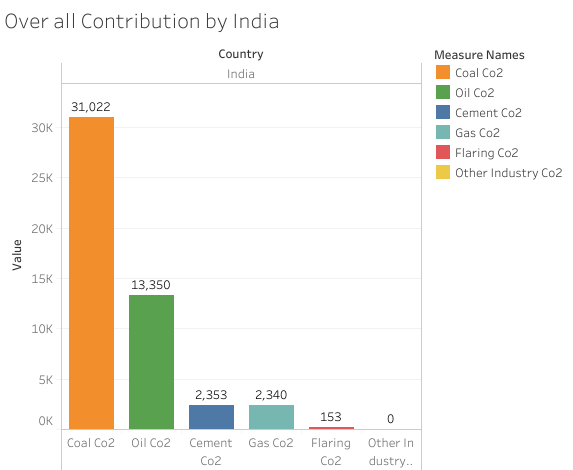 Over all Contribution by India
Country
India
Measure Names
Coal Co2
Oil Co2
Cement Co2
Gas Co2
Flaring Co2
Other Industry Co2
Value
30K
25K
20K
15K
10K
5K
0K
31,022
13,350
2,353
2,340
153
0
Coal Co2
Oil Co2
Cement
Co2
Gas Co2
Flaring
Co2
Other In
dustry..